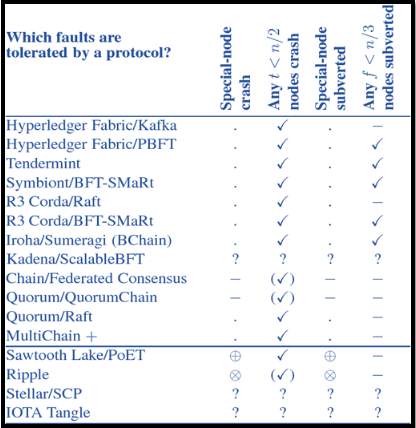 Which faults are
tolerated by a protocol?
Special-node
crash
Any t < n/2
nodes crash
Special-node
subverted
Any f < n/3
nodes subverted
Hyperledger Fabric/Kafka . ✓ . –
Hyperledger Fabric/PBFT . ✓ . ✓
Tendermint . ✓ . ✓
Symbiont/BFT-SMaRt . ✓ . ✓
R3 Corda/Raft . ✓ . –
R3 Corda/BFT-SMaRt . ✓ . ✓
Iroha/Sumeragi (BChain) . ✓ . ✓
Kadena/ScalableBFT ? ? ? ?
Chain/Federated Consensus – (✓) – –
Quorum/QuorumChain – (✓) – –
Quorum/Raft . ✓ . –
MultiChain + . ✓ . –
Sawtooth Lake/PoET ⊕ ✓ ⊕ –
Ripple ⊗ (✓) ⊗ –
Stellar/SCP ? ? ? ?
IOTA Tangle ? ? ? ?